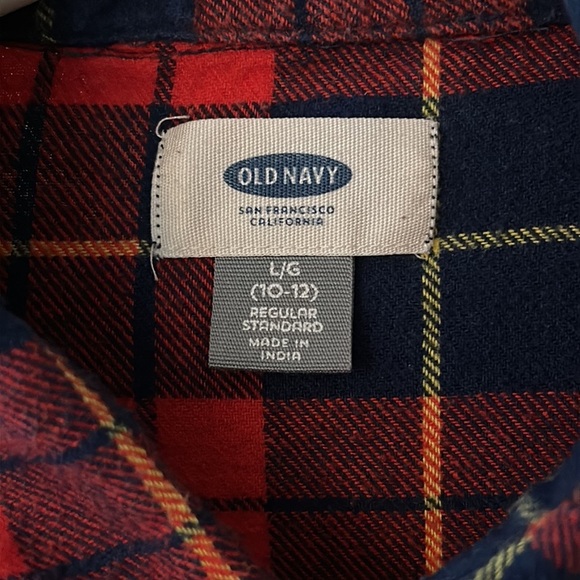 OLD NAVY
SAN FRANCISCO
CALIFORNIA
L/G
(10-12)
REGULAR
STANDARD
MADE IN
INDIA